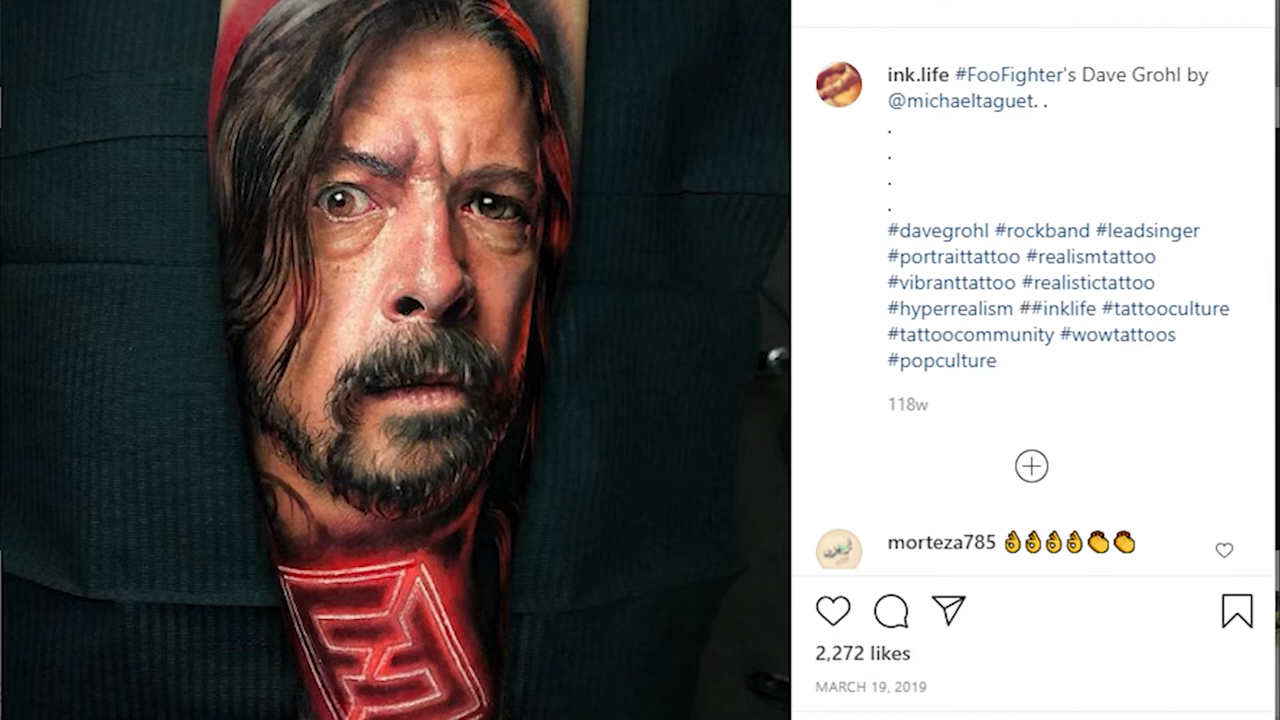 ink.life #FooFighter's Dave Grohl by
@michaeltaguet. .
.
.
.
.
#davegrohl #rockband #leadsinger
#portraittattoo #realismtattoo
#vibranttattoo #realistictattoo
#hyperrealism ##inklife #tattooculture
#tattoocommunity #wowtattoos
#popculture
118w
morteza785 👌👌👌👌👏👏
2,272 likes
MARCH 19, 2019